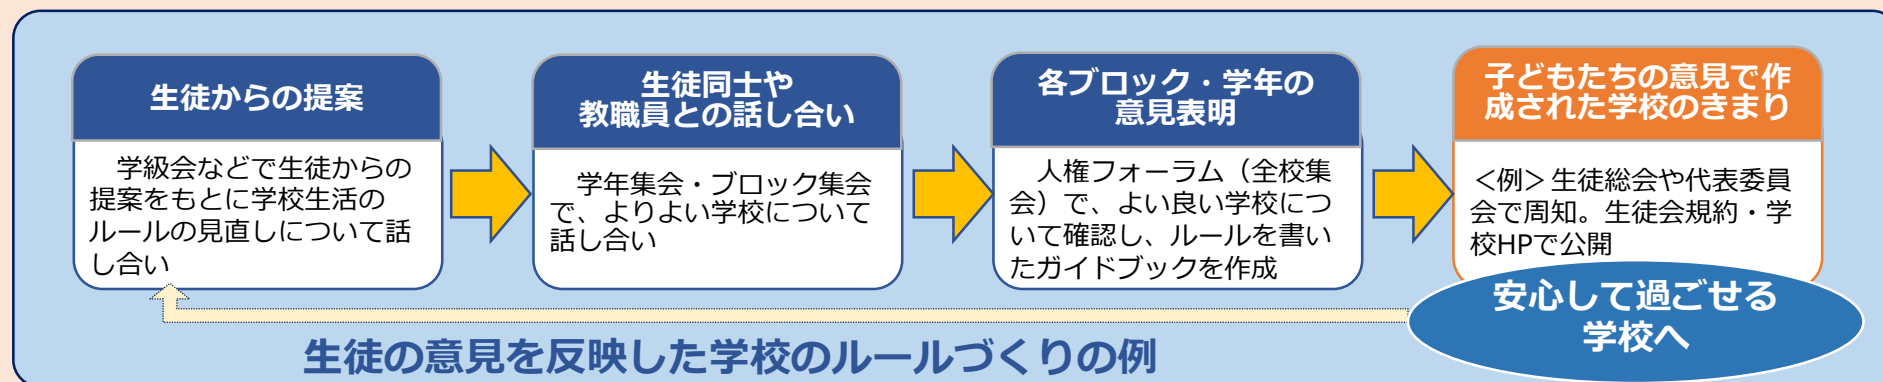 生徒からの提案
学級会などで生徒からの
提案をもとに学校生活の
ルールの見直しについて話
し合い
生徒同士や
教職員との話し合い
学年集会・ブロック集会
で、よりよい学校について
話し合い
各ブロック・学年の
意見表明
人権フォーラム（全校集
会）で、よい良い学校につ
いて確認し、ルールを書い
たガイドブックを作成
子どもたちの意見で作
成された学校のきまり
＜例＞生徒総会や代表委員
会で周知。生徒会規約・学
校HPで公開
安心して過ごせる
学校へ
生徒の意見を反映した学校のルールづくりの例